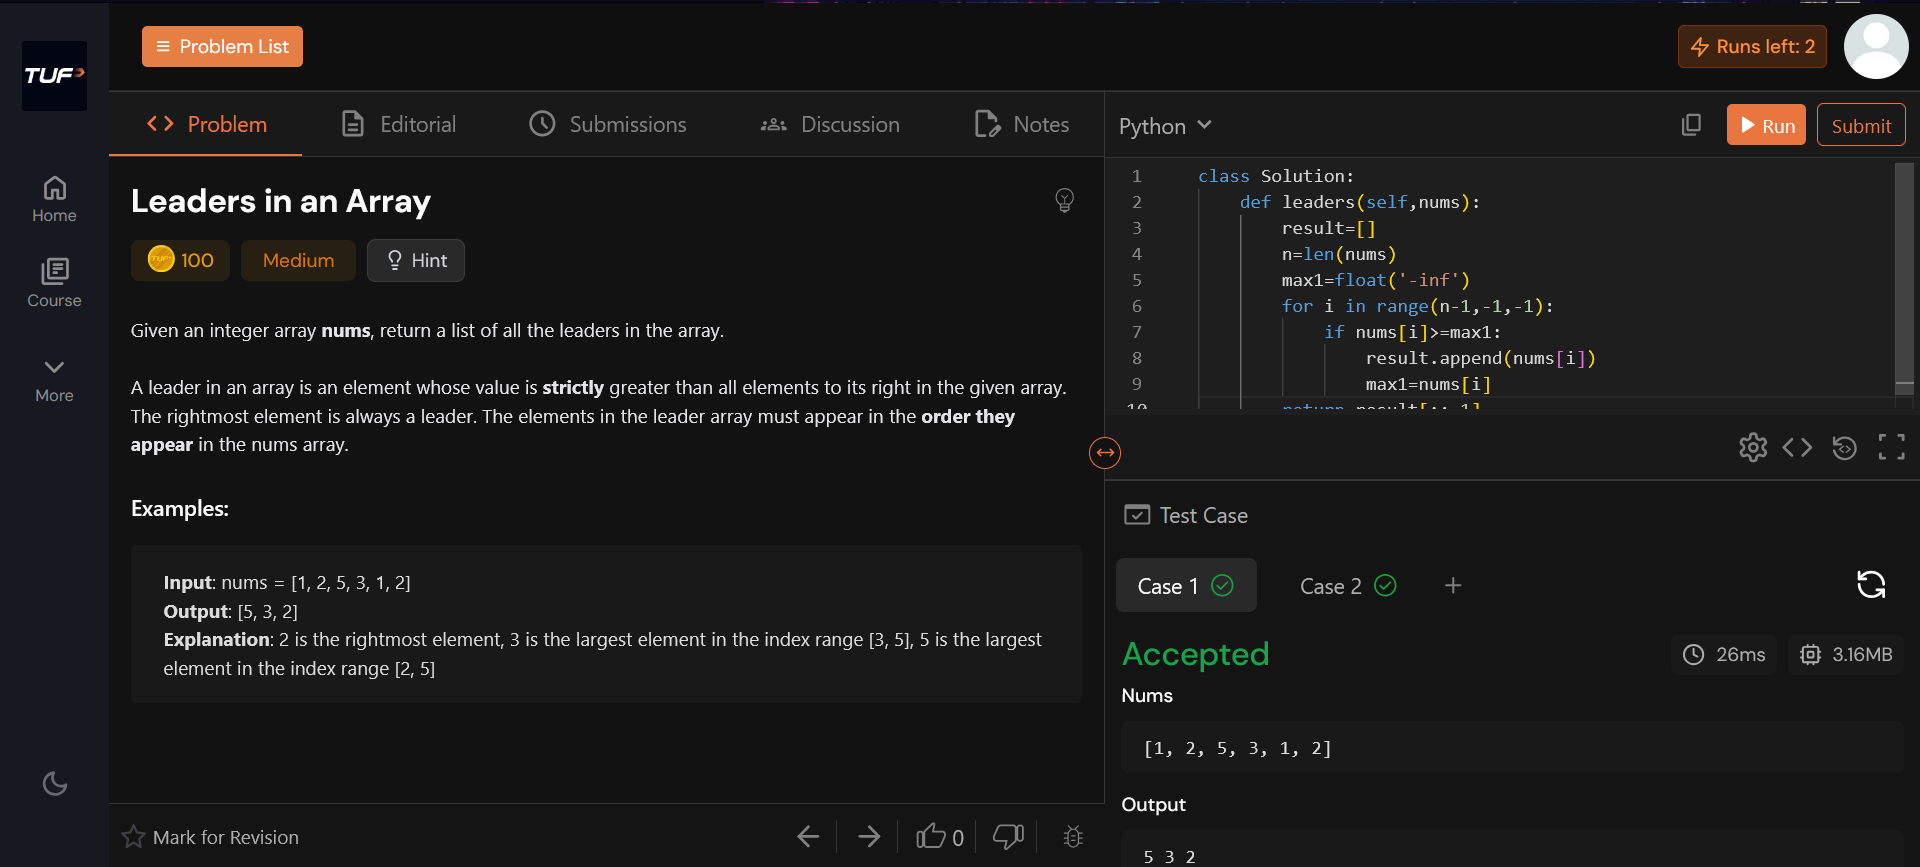 TUF
Problem List
Runs left: 2
Home
Course
More
Problem
Editorial
Submissions
Discussion
Notes
Leaders in an Array
100
Medium
Hint
Given an integer array nums, return a list of all the leaders in the array.
A leader in an array is an element whose value is strictly greater than all elements to its right in the given array.
The rightmost element is always a leader. The elements in the leader array must appear in the order they
appear in the nums array.
Examples:
Input: nums = [1, 2, 5, 3, 1, 2]
Output: [5, 3, 2]
Explanation: 2 is the rightmost element, 3 is the largest element in the index range [3, 5], 5 is the largest
element in the index range [2, 5]
Mark for Revision
0
Python
Run
Submit
1 class Solution:
2 def leaders(self,nums):
3 result=[]
4 n=len(nums)
5 max1=float('-inf')
6 for i in range(n-1,-1,-1):
7 if nums[i]>=max1:
8 result.append(nums[i])
9 max1=nums[i]
10 return result[::-1]
Test Case
Case 1
Case 2
+
Accepted
26ms
3.16MB
Nums
[1, 2, 5, 3, 1, 2]
Output
5 3 2